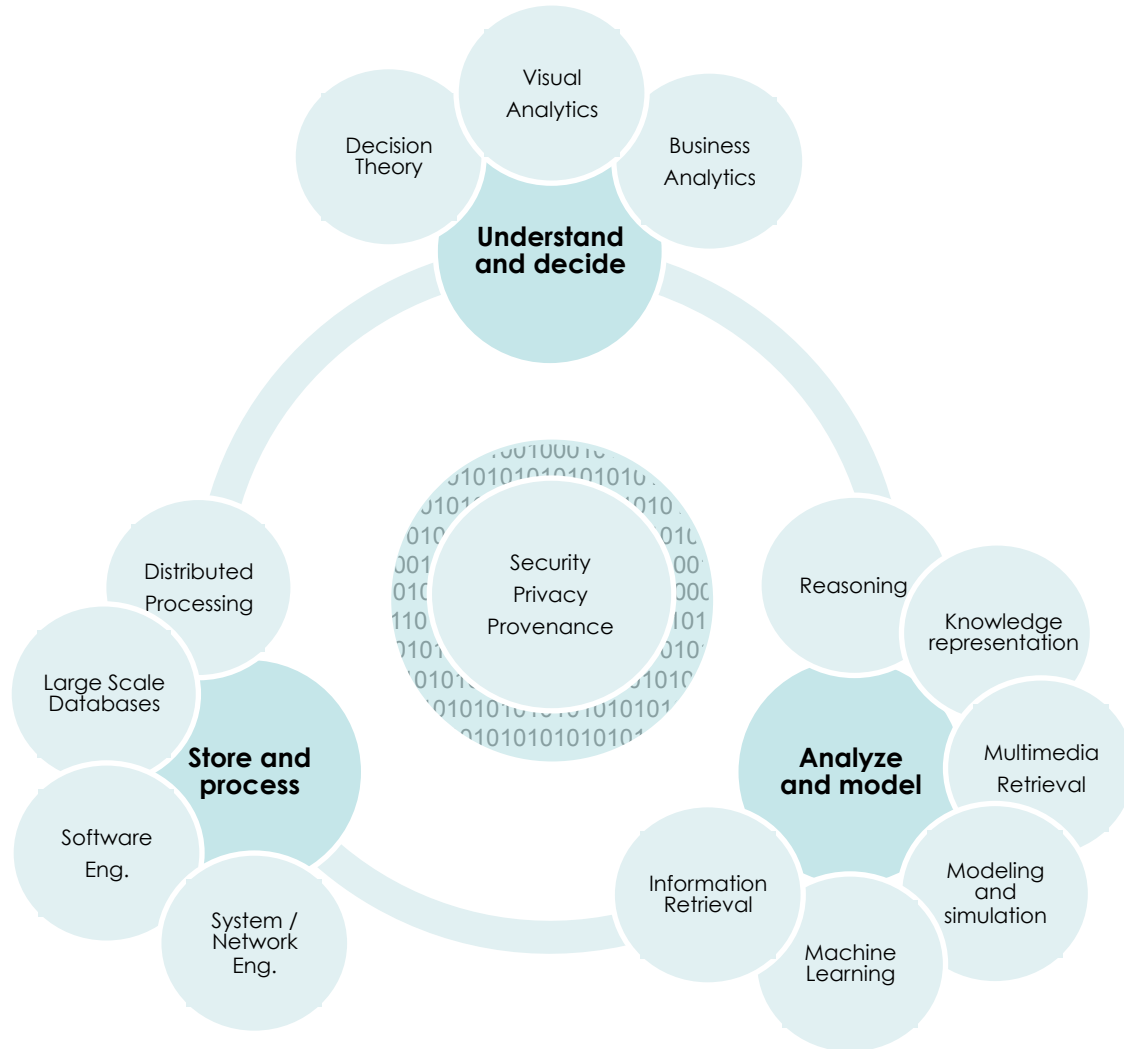 Visual
Analytics
Decision
Theory
Business
Analytics
Understand
and decide
Security
Privacy
Provenance
Distributed
Processing
Large Scale
Databases
Store and
process
Software
Eng.
System /
Network
Eng.
Reasoning
Knowledge
representation
Analyze
and model
Multimedia
Retrieval
Modeling
and
simulation
Information
Retrieval
Machine
Learning